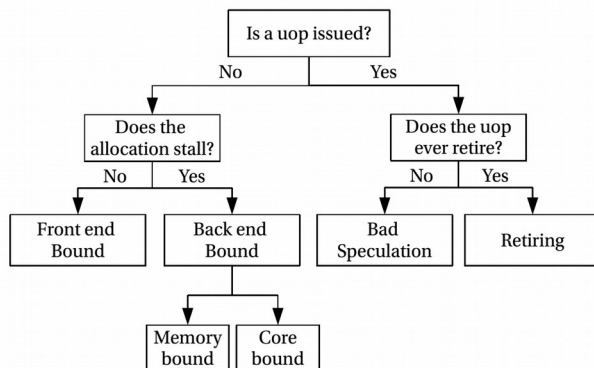 Is a uop issued?
No
Yes
Does the
allocation stall?
Does the uop
ever retire?
No
Yes
No
Yes
Front end
Bound
Back end
Bound
Bad
Speculation
Retiring
Memory
bound
Core
bound